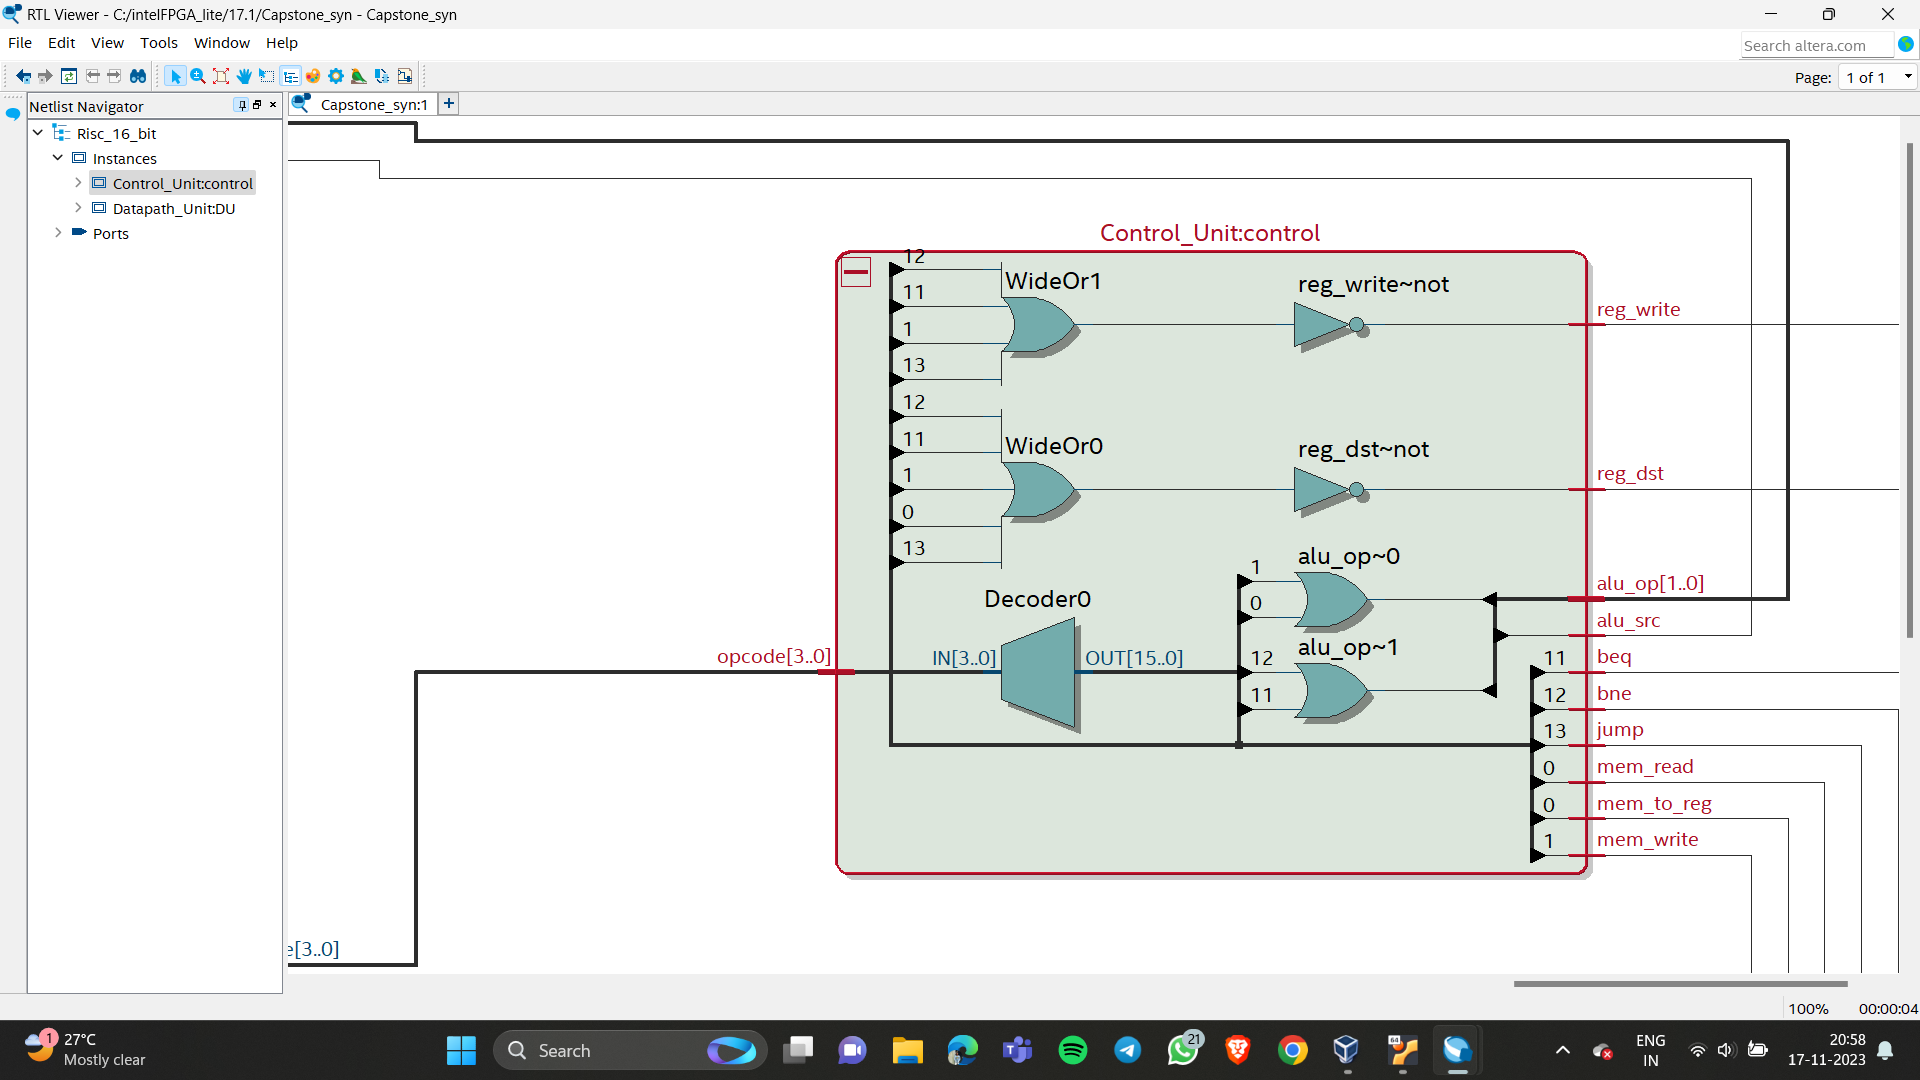 RTL Viewer - C:/intelFPGA_lite/17.1/Capstone_syn - Capstone_syn
File Edit View Tools Window Help
Search altera.com
Page: 1 of 1
Netlist Navigator
Capstone_syn:1
Risc_16_bit
Instances
Control_Unit:control
Datapath_Unit:DU
Ports
Control_Unit:control
12
WideOr1
reg_write~not
11
reg_write
1
13
12
11
WideOr0
reg_dst~not
1
reg_dst
0
13
alu_op~0
1
alu_op[1..0]
Decoder0
0
alu_src
alu_op~1
opcode[3..0]
IN[3..0]
OUT[15..0]
12
11
beq
11
12
bne
13
jump
0
mem_read
0
mem_to_reg
1
mem_write
e[3..0]
100%
00:00:04
1
27°C
Mostly clear
Search
21
64
ENG
IN
20:58
17-11-2023